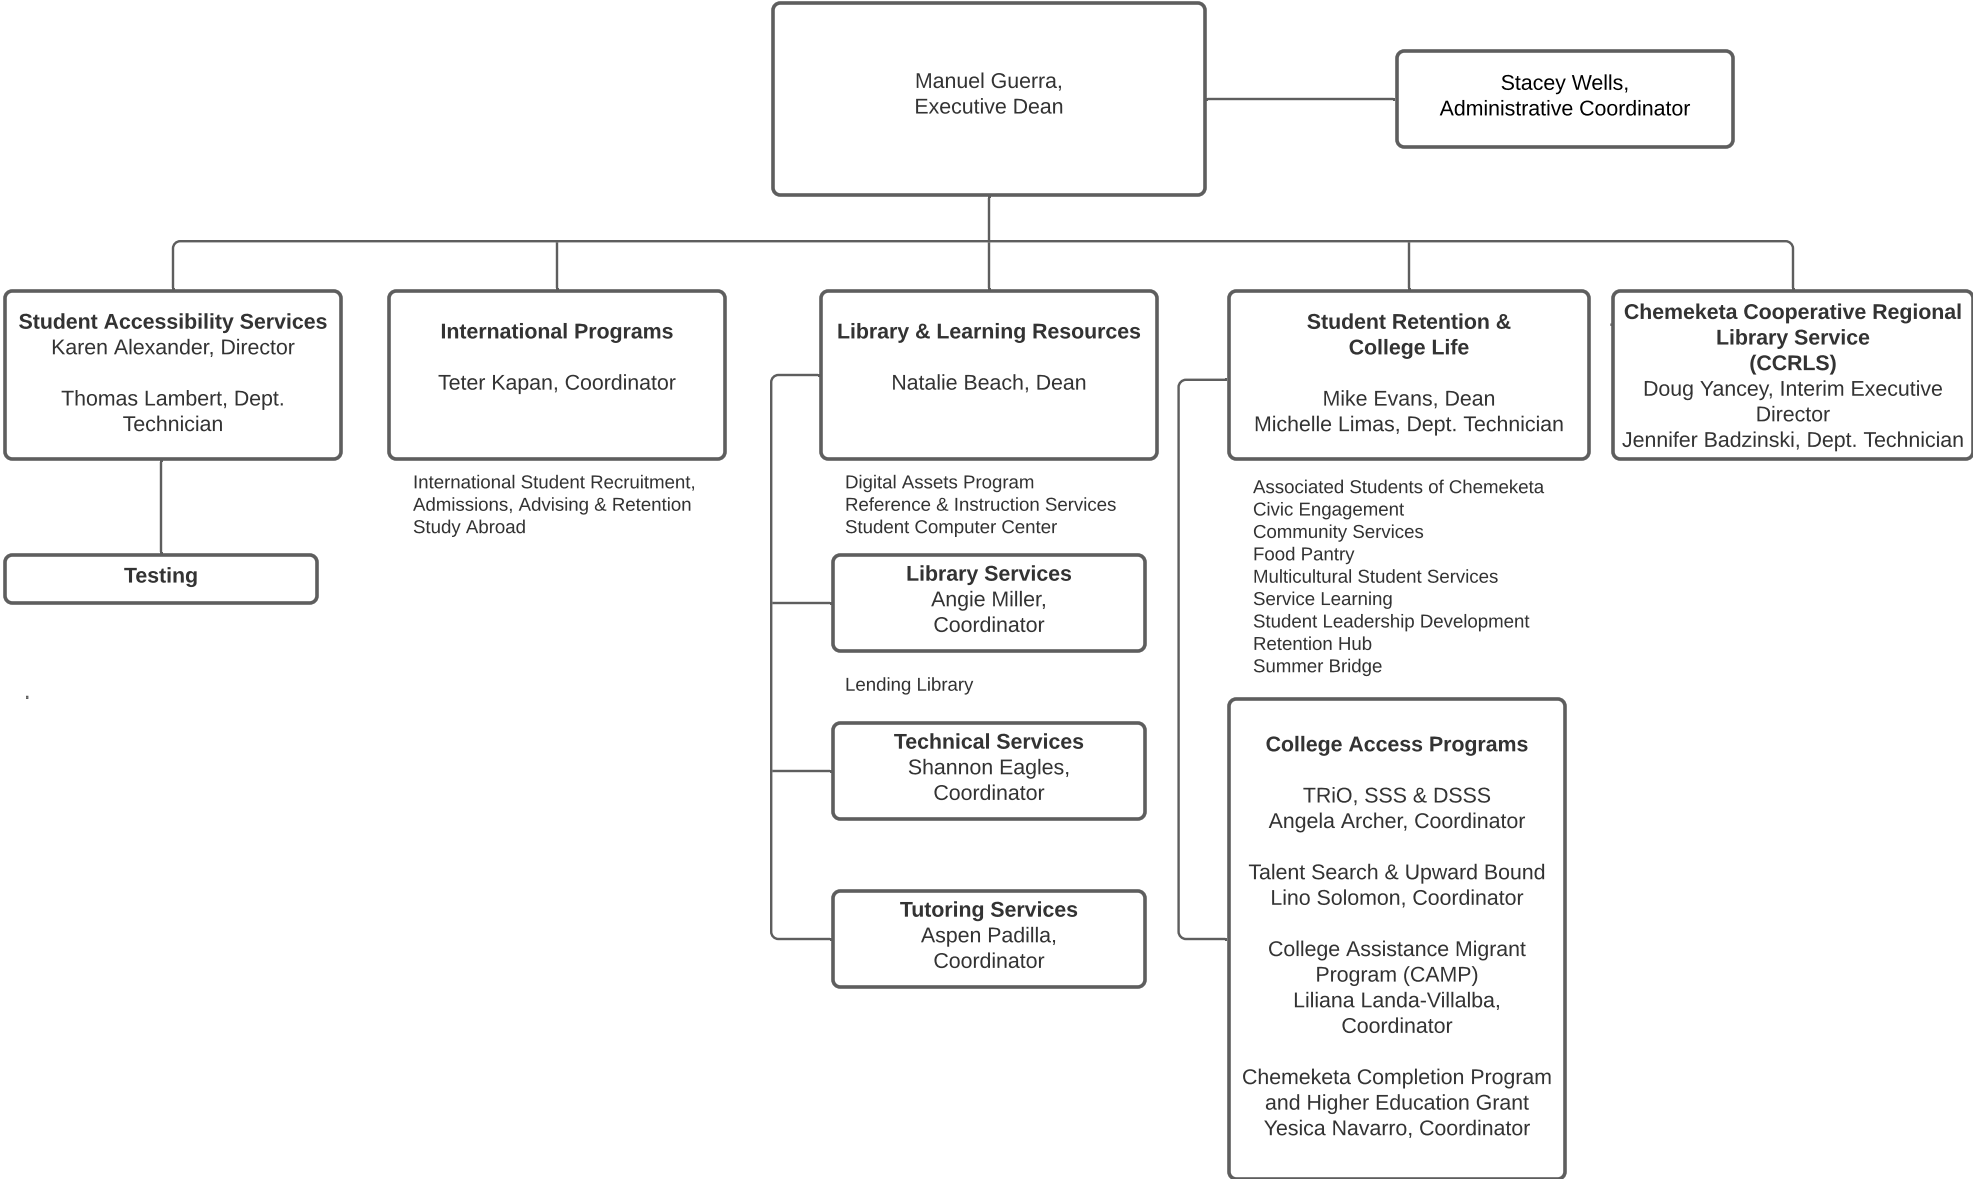 Manuel Guerra,
Executive Dean
Stacey Wells,
Administrative Coordinator
Student Accessibility Services
Karen Alexander, Director
Thomas Lambert, Dept.
Technician
Testing
.
International Programs
Teter Kapan, Coordinator
International Student Recruitment,
Admissions, Advising & Retention
Study Abroad
Library & Learning Resources
Natalie Beach, Dean
Digital Assets Program
Reference & Instruction Services
Student Computer Center
Library Services
Angie Miller,
Coordinator
Lending Library
Technical Services
Shannon Eagles,
Coordinator
Tutoring Services
Aspen Padilla,
Coordinator
Student Retention &
College Life
Mike Evans, Dean
Michelle Limas, Dept. Technician
Associated Students of Chemeketa
Civic Engagement
Community Services
Food Pantry
Multicultural Student Services
Service Learning
Student Leadership Development
Retention Hub
Summer Bridge
College Access Programs
TRiO, SSS & DSSS
Angela Archer, Coordinator
Talent Search & Upward Bound
Lino Solomon, Coordinator
College Assistance Migrant
Program (CAMP)
Liliana Landa-Villalba,
Coordinator
Chemeketa Completion Program
and Higher Education Grant
Yesica Navarro, Coordinator
Chemeketa Cooperative Regional
Library Service
(CCRLS)
Doug Yancey, Interim Executive
Director
Jennifer Badzinski, Dept. Technician